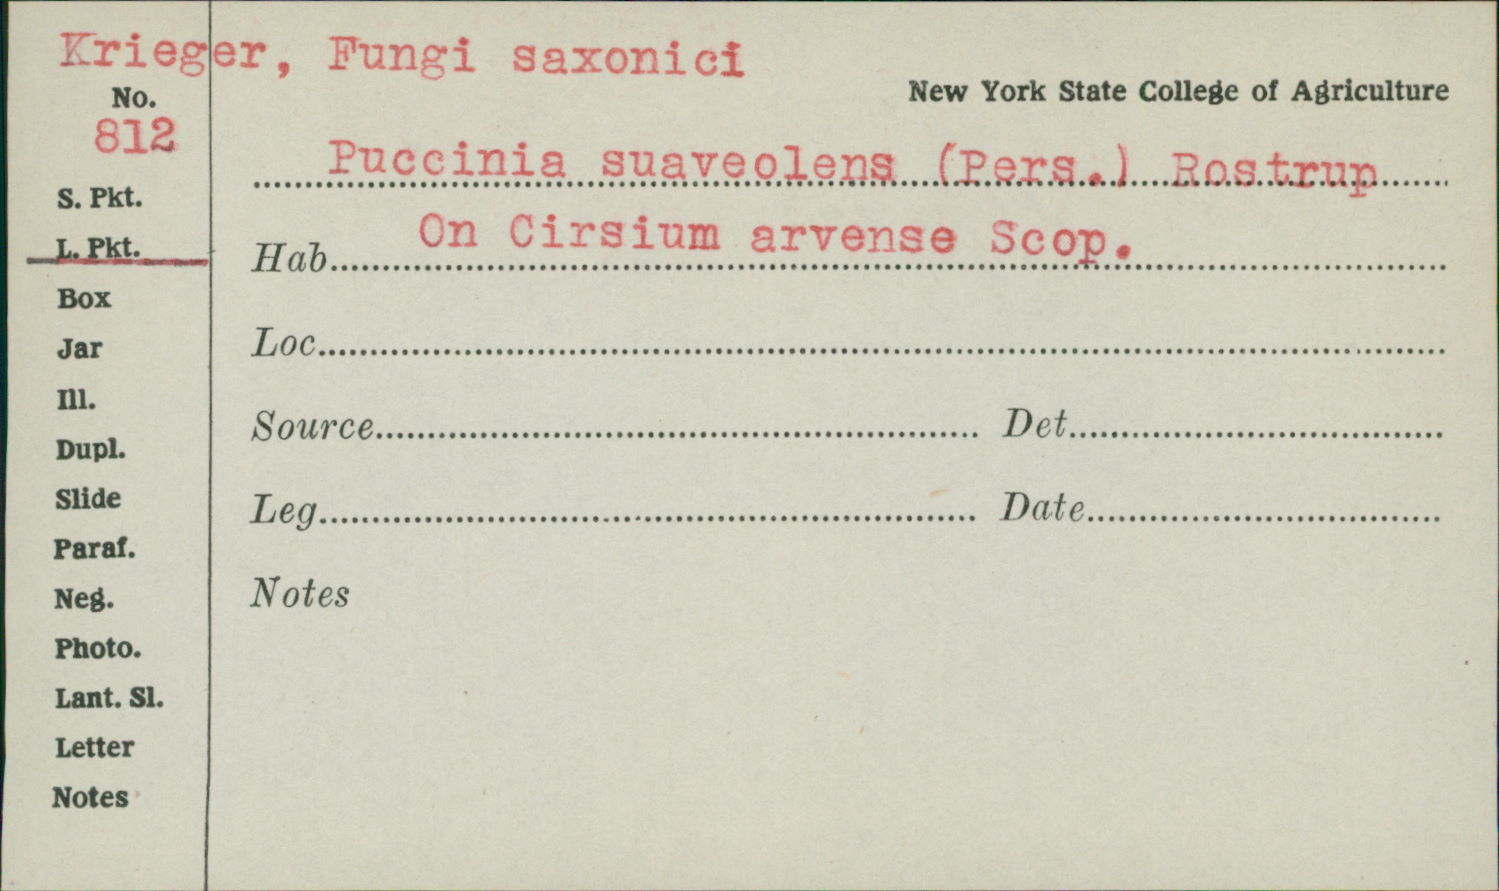 Krieger, Fungi saxonici
New York State College of Agriculture
No.
812
Puccinia suaveolens (Pers.) Rostrup
On Cirsium arvense Scop.
Hab
Loc
Source Det
Leg Date
Notes
S. Pkt.
L. Pkt.
Box
Jar
Ill.
Dupl.
Slide
Paraf.
Neg.
Photo.
Lant. Sl.
Letter
Notes